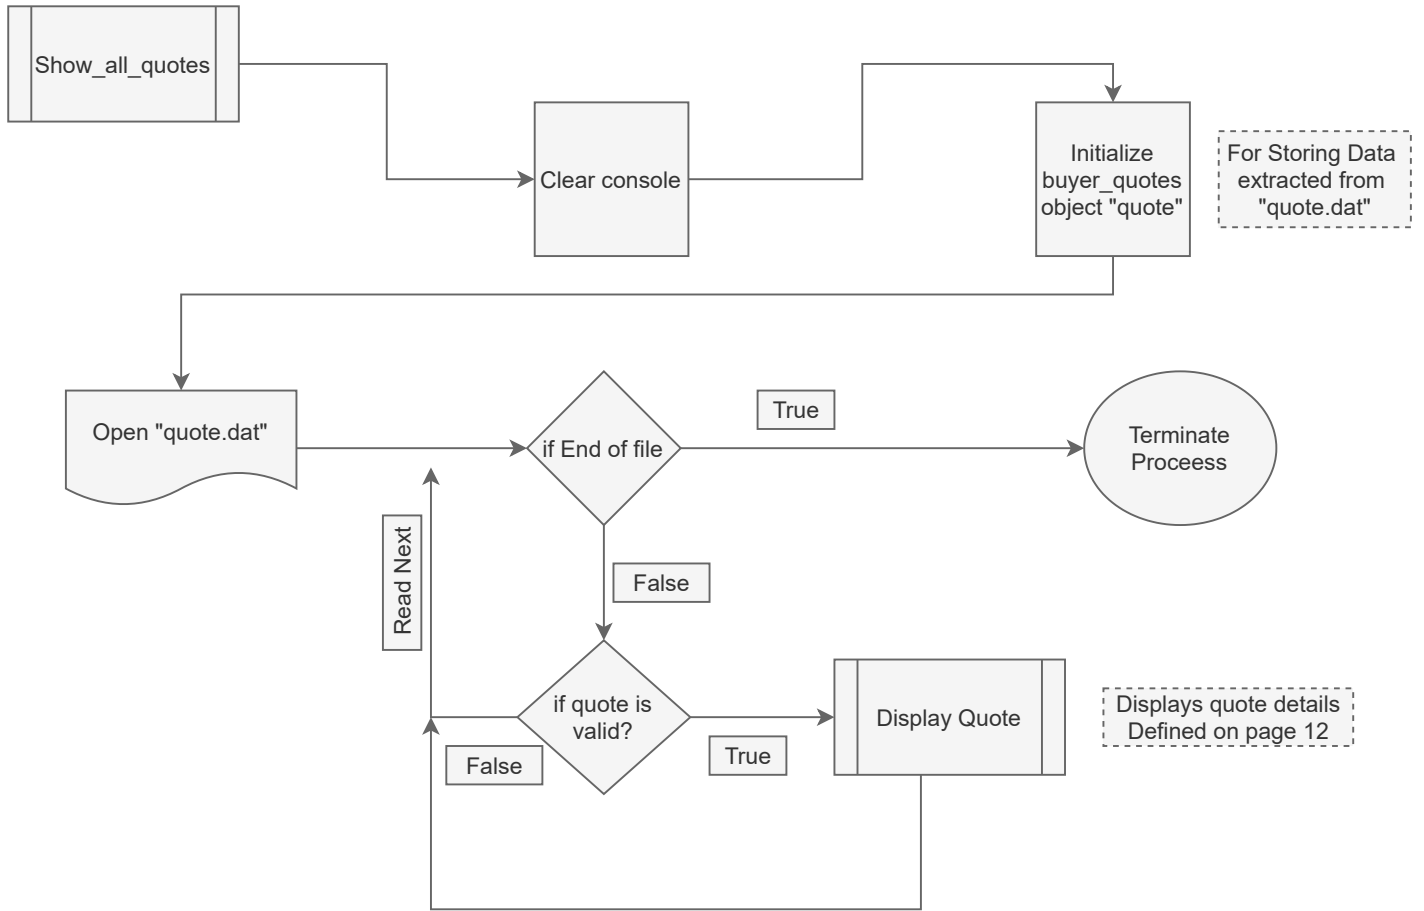 Show_all_quotes
Clear console
Initialize
buyer_quotes
object "quote"
For Storing Data
extracted from
"quote.dat"
Open "quote.dat"
if End of file
True
Terminate
Proceess
Read Next
False
if quote is
valid?
False
True
Display Quote
Displays quote details
Defined on page 12